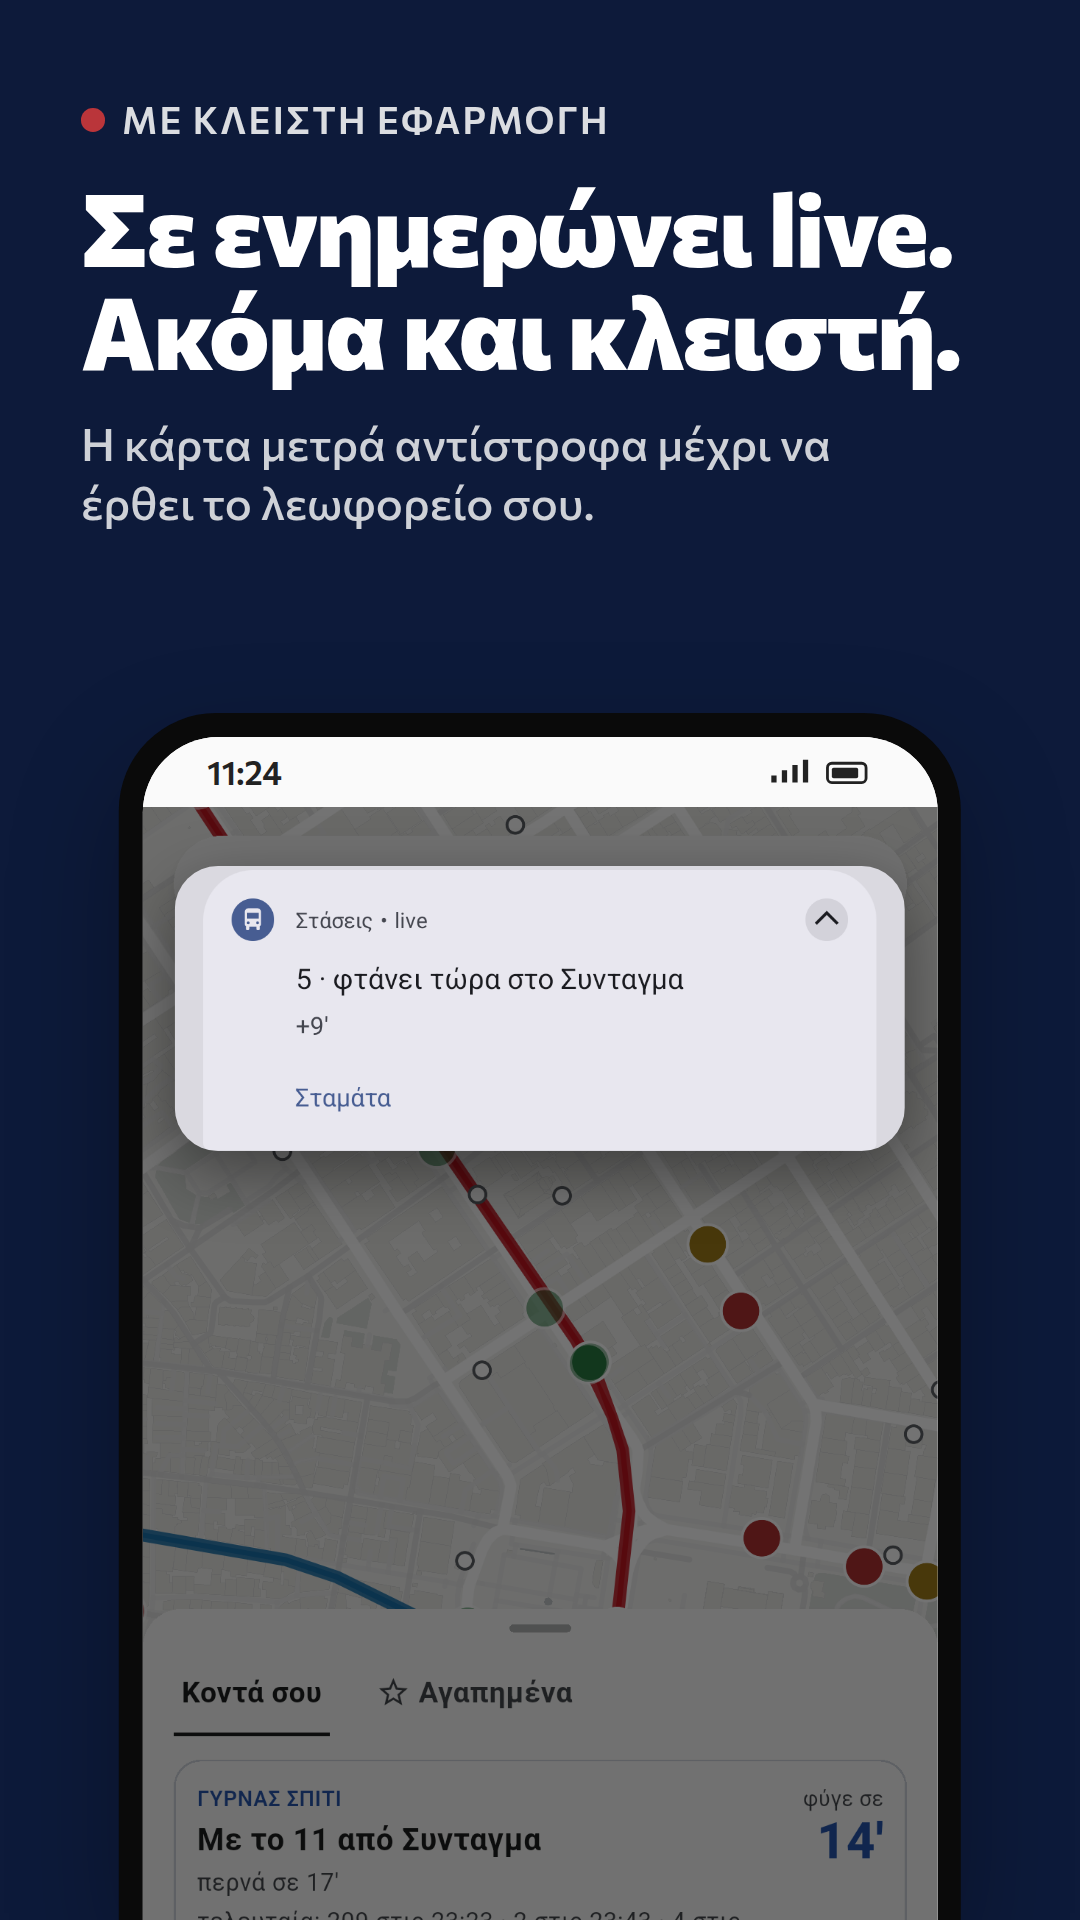 ΜΕ ΚΛΕΙΣΤΗ ΕΦΑΡΜΟΓΗ
Σε ενημερώνει live.
Ακόμα και κλειστή.
Η κάρτα μετρά αντίστροφα μέχρι να
έρθει το λεωφορείο σου.
11:24
Στάσεις • live
5 · φτάνει τώρα στο Συνταγμα
+9'
Σταμάτα
Κοντά σου
Αγαπημένα
ΓΥΡΝΑΣ ΣΠΙΤΙ
φύγε σε
Με το 11 από Συνταγμα
14'
περνά σε 17'